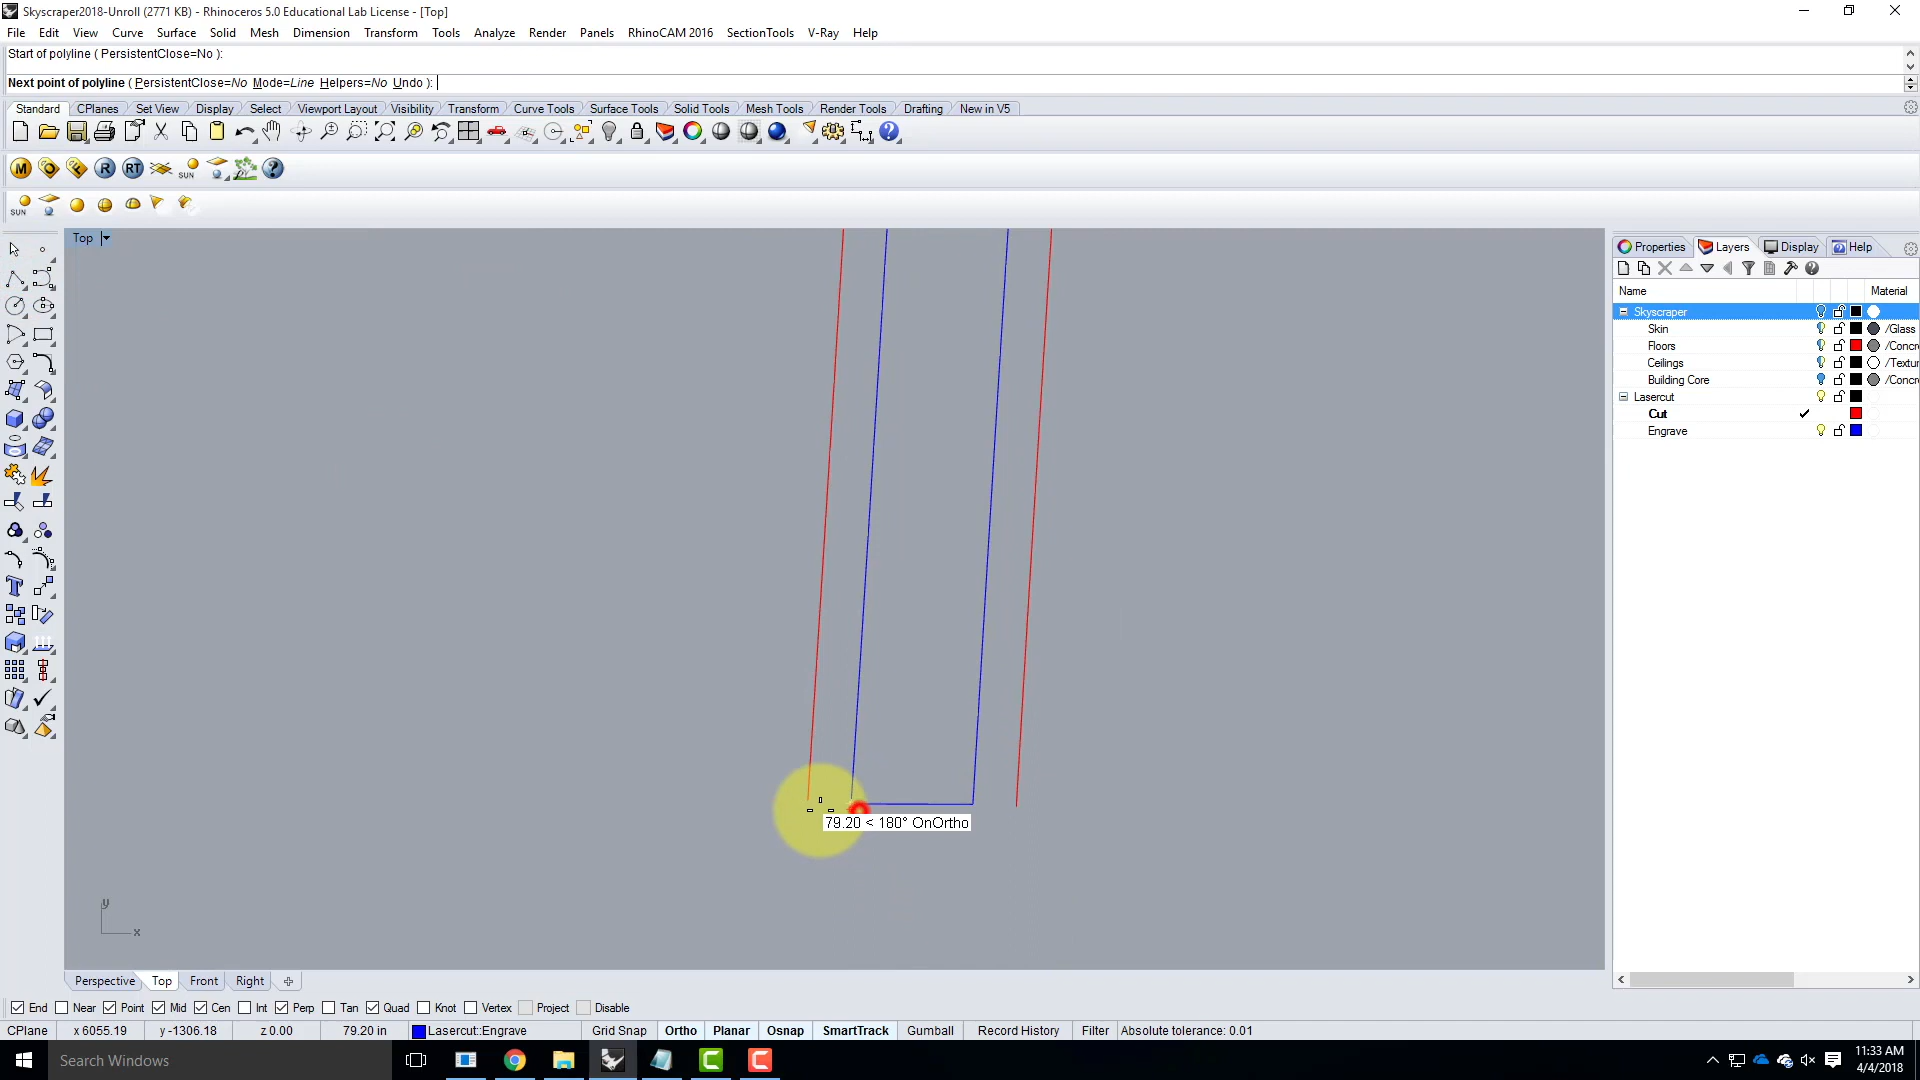 Skyscraper2018-Unroll (2771 KB) - Rhinoceros 5.0 Educational Lab License - [Top]
File Edit View Curve Surface Solid Mesh Dimension Transform Tools Analyze Render Panels RhinoCAM 2016 SectionTools V-Ray Help
Start of polyline ( PersistentClose=No ):
Next point of polyline ( PersistentClose=No Mode=Line Helpers=No Undo ):
Standard CPlanes Set View Display Select Viewport Layout Visibility Transform Curve Tools Surface Tools Solid Tools Mesh Tools Render Tools Drafting New in V5
M O F R RT SUN
SUN
Top
Properties Layers Display Help
Name Material
Skyscraper
Skin /Glass
Floors /Concr
Ceilings /Textur
Building Core /Concr
Lasercut
Cut
Engrave
79.20 < 180° OnOrtho
y
x
Perspective Top Front Right
End Near Point Mid Cen Int Perp Tan Quad Knot Vertex Project Disable
CPlane x 6055.19 y -1306.18 z 0.00 79.20 in Lasercut::Engrave Grid Snap Ortho Planar Osnap SmartTrack Gumball Record History Filter Absolute tolerance: 0.01
Search Windows
11:33 AM
4/4/2018